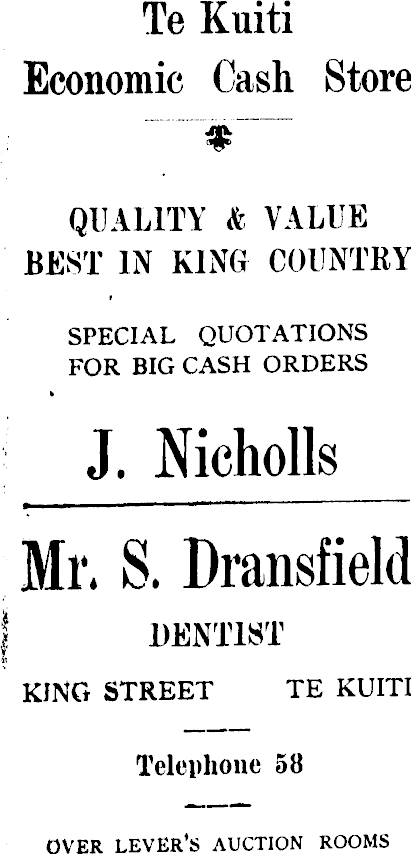 Te Kuiti
Economic Cash Store
QUALITY & VALUE
BEST IN KING COUNTRY
SPECIAL QUOTATIONS
FOR BIG CASH ORDERS
J. Nicholls
Mr. S. Dransfield
DENTIST
KING STREET TE KUITI
Telephone 58
OVER LEVER'S AUCTION ROOMS